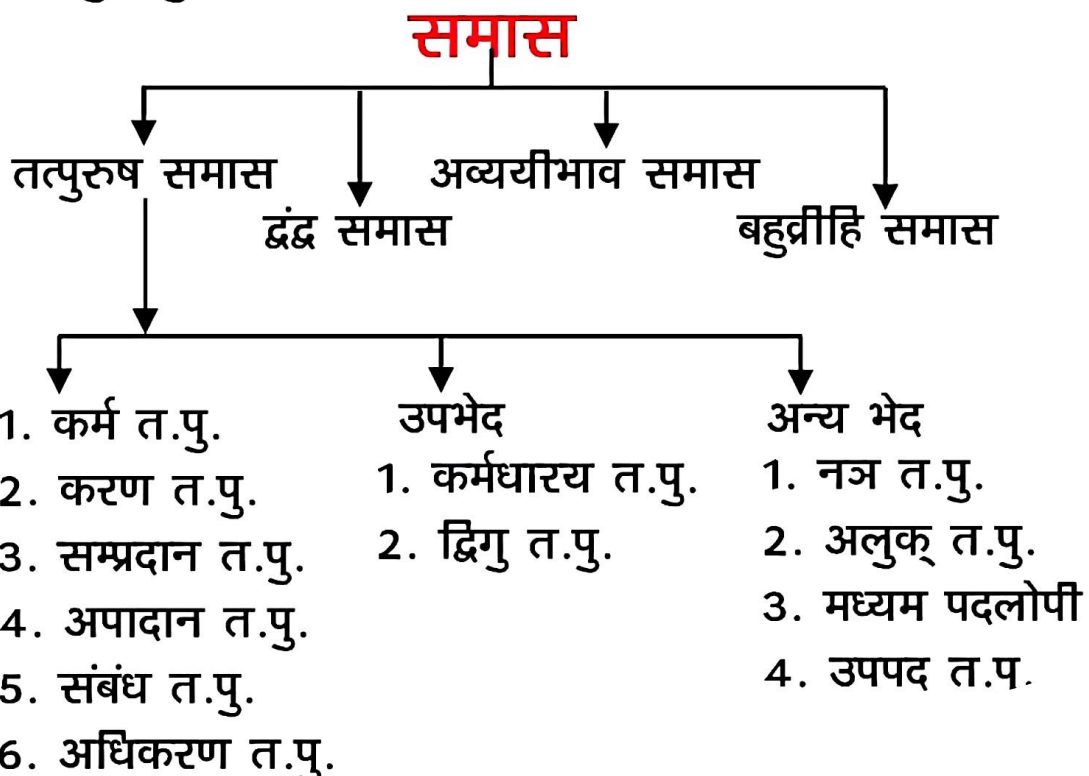 समास
तत्पुरुष समास
द्वंद्व समास
अव्ययीभाव समास
बहुव्रीहि समास
1. कर्म त.पु.
2. करण त.पु.
3. सम्प्रदान त.पु.
4. अपादान त.पु.
5. संबंध त.पु.
6. अधिकरण त.पु.
उपभेद
1. कर्मधारय त.पु.
2. द्विगु त.पु.
अन्य भेद
1. नञ त.पु.
2. अलुक् त.पु.
3. मध्यम पदलोपी
4. उपपद त.प.